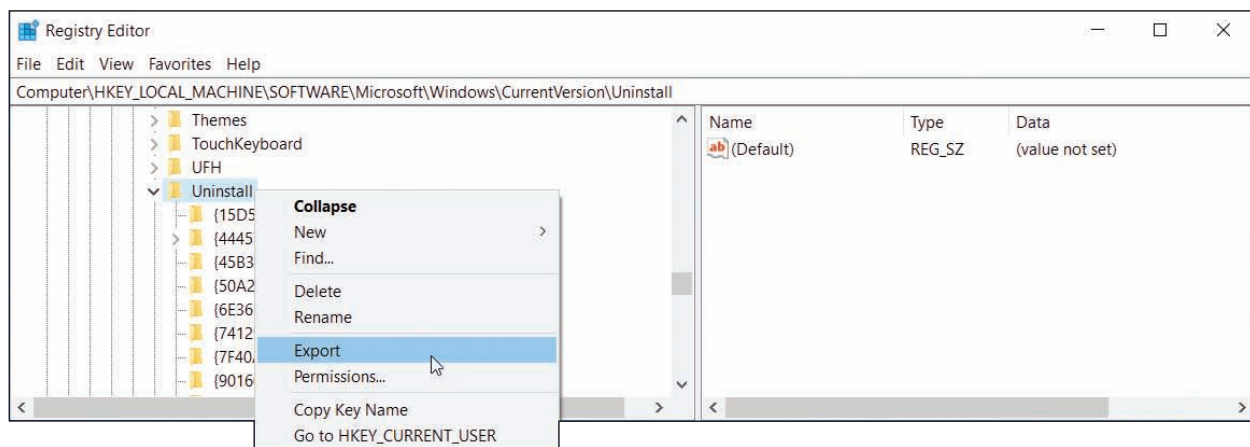 Registry Editor
File Edit View Favorites Help
Computer\HKEY_LOCAL_MACHINE\SOFTWARE\Microsoft\Windows\CurrentVersion\Uninstall
Themes
TouchKeyboard
UFH
Uninstall
{15D5
{4445
{45B3
{50A2
{6E36
{7412
{7F40
{9016
Collapse
New
Find...
Delete
Rename
Export
Permissions...
Copy Key Name
Go to HKEY_CURRENT_USER
Name Type Data
ab (Default) REG_SZ (value not set)